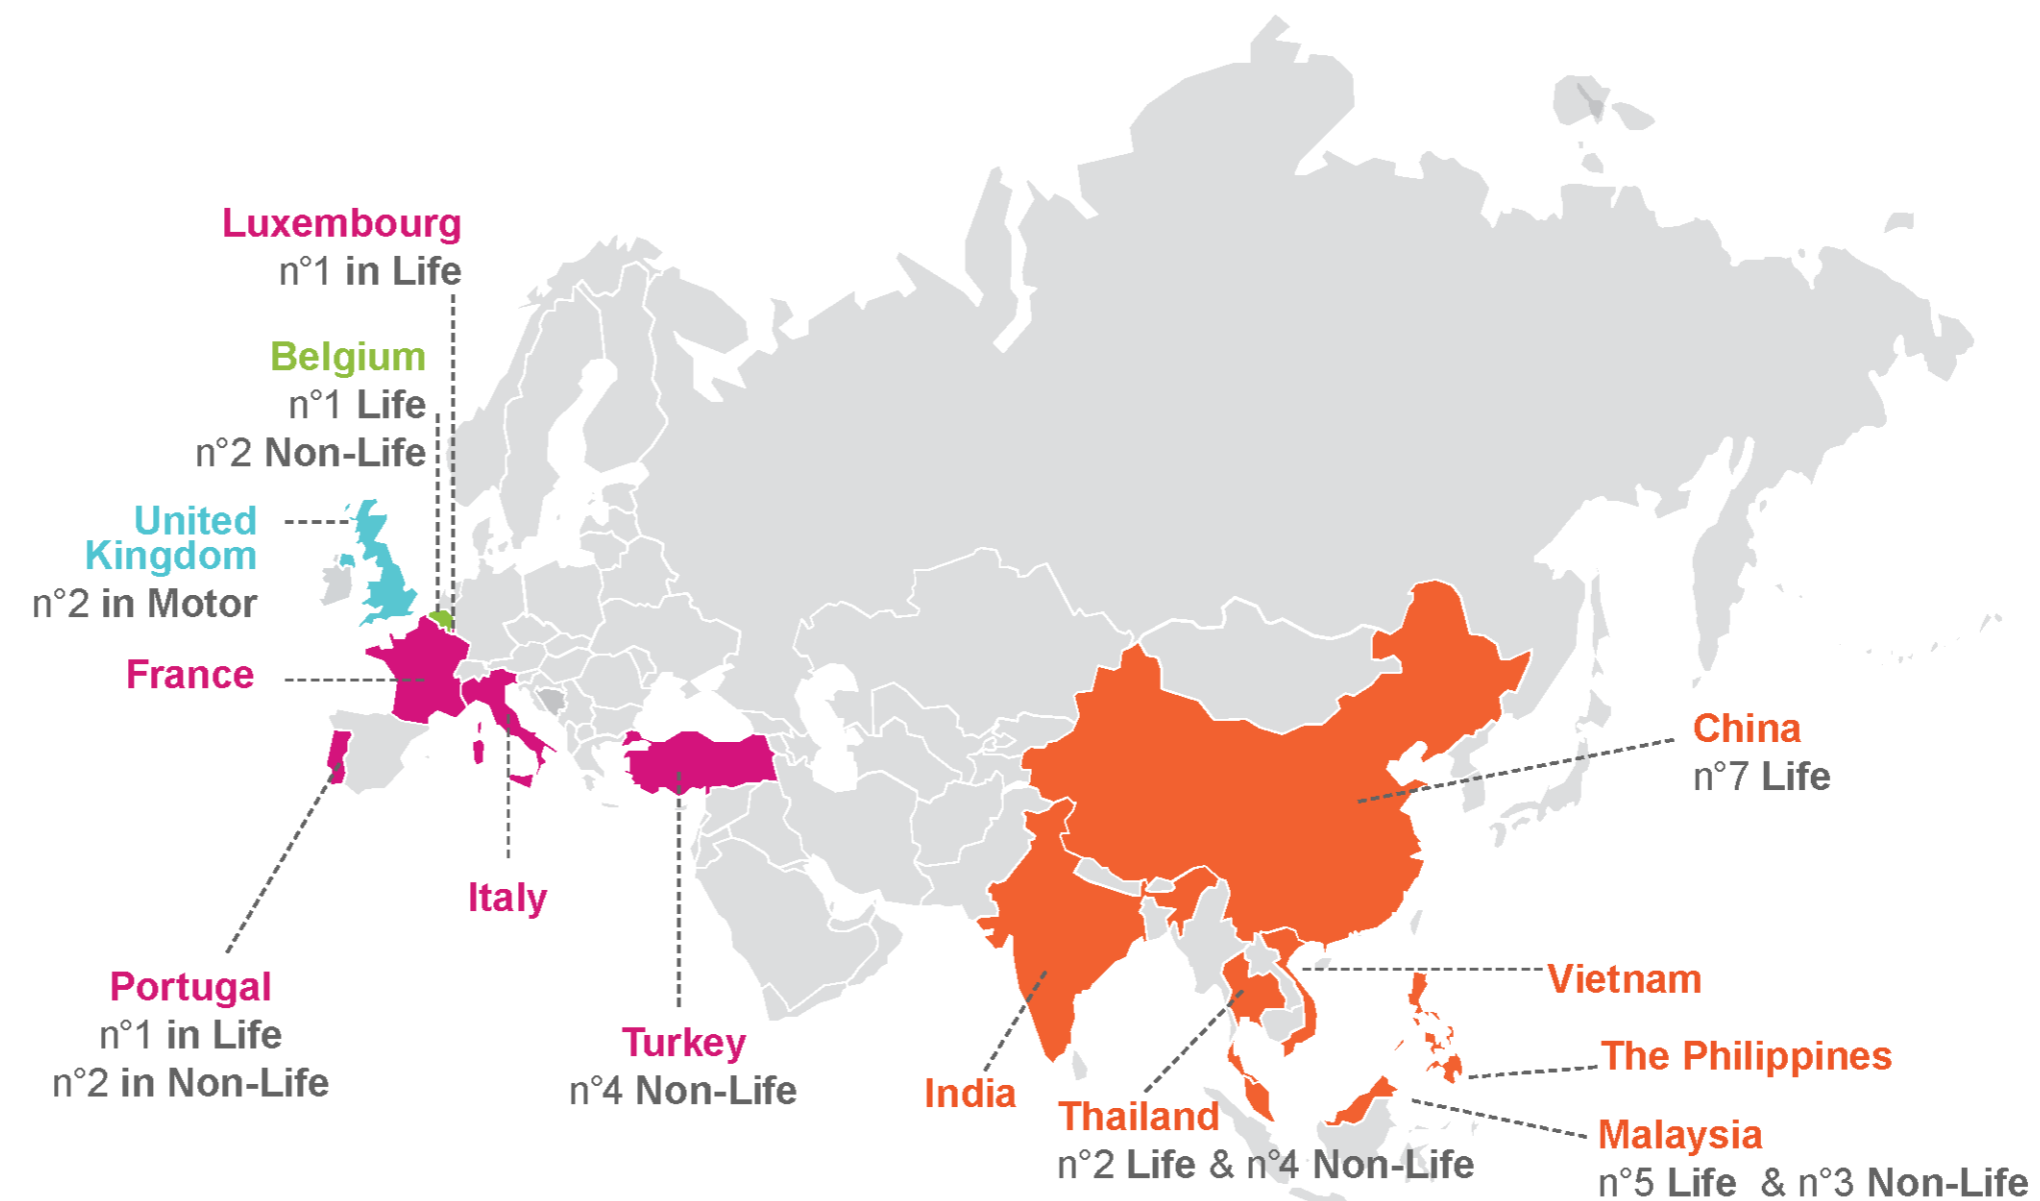 Luxembourg
n°1 in Life
Belgium
n°1 Life
n°2 Non-Life
United
Kingdom
n°2 in Motor
France
China
n°7 Life
Italy
Portugal
n°1 in Life
n°2 in Non-Life
Turkey
n°4 Non-Life
India
Thailand
n°2 Life & n°4 Non-Life
Vietnam
The Philippines
Malaysia
n°5 Life & n°3 Non-Life